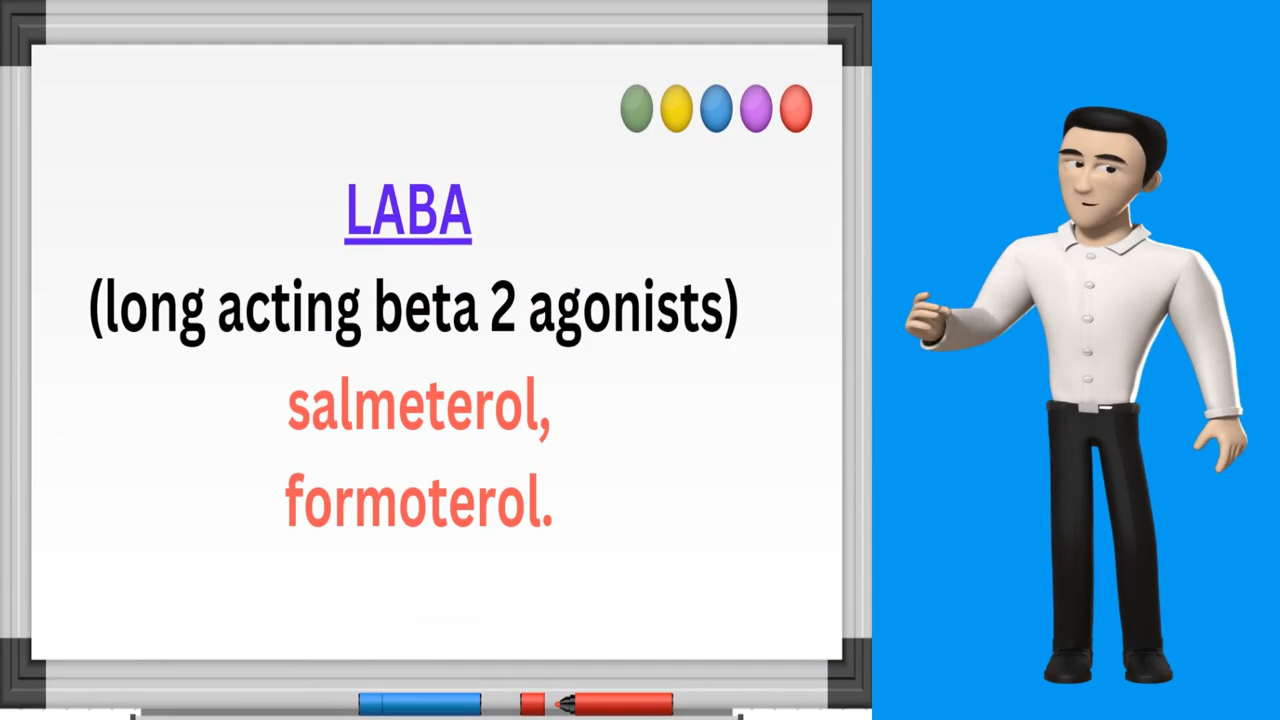 LABA
(long acting beta 2 agonists)
salmeterol,
formoterol.